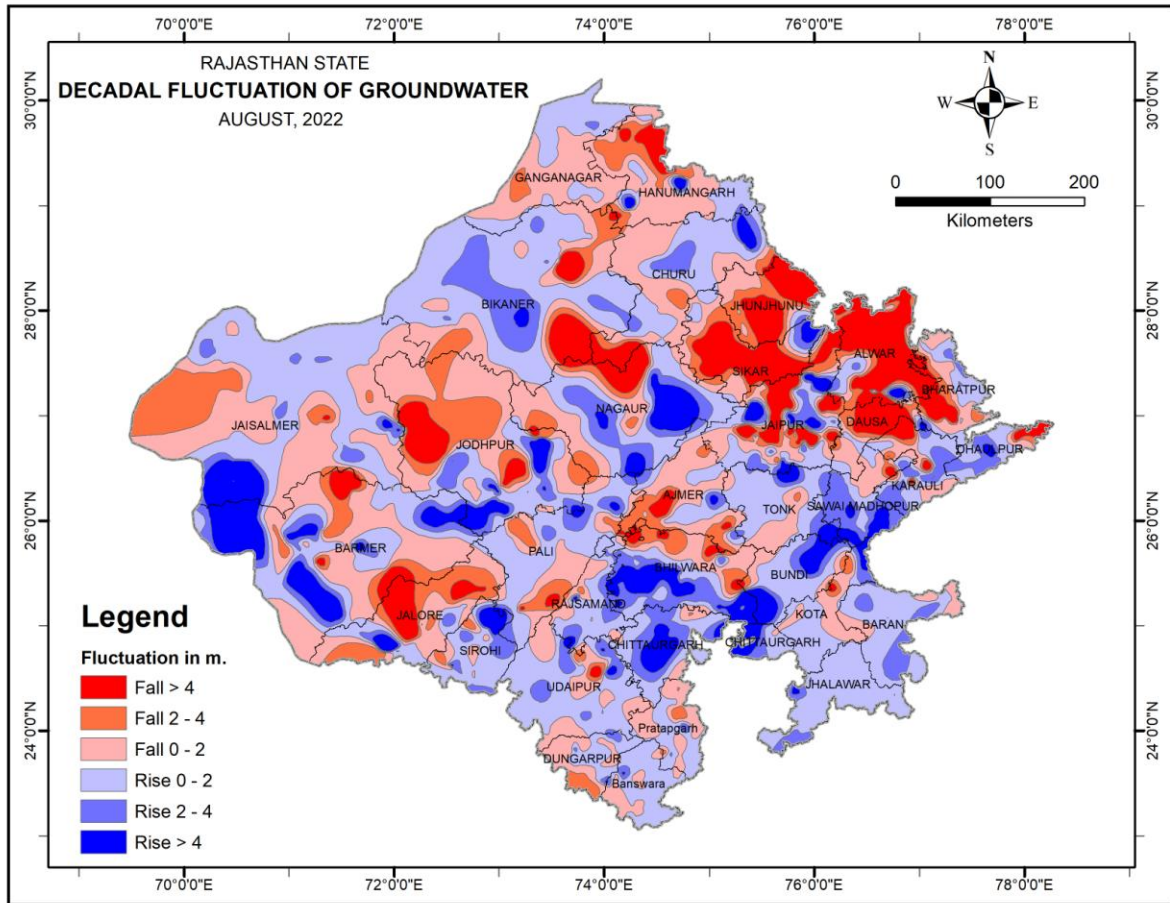 70°0'0"E 72°0'0"E 74°0'0"E 76°0'0"E 78°0'0"E
RAJASTHAN STATE
DECADAL FLUCTUATION OF GROUNDWATER
AUGUST, 2022
N
W E
S
0 100 200
Kilometers
30°0'0"N 30°0'0"N
28°0'0"N 28°0'0"N
26°0'0"N 26°0'0"N
24°0'0"N 24°0'0"N
GANGANAGAR
HANUMANGARH
CHURU
BIKANER
JHUNJHUNU
ALWAR
SIKAR
BHARATPUR
NAGAUR
JAISALMER
JAIPUR
DAUSA
JODHPUR
DHAULPUR
KARAULI
AJMER
TONK
SAWAI MADHOPUR
BARMER
PALI
BHILWARA
BUNDI
RAJSAMAND
JALORE
KOTA
BARAN
SIROHI
CHITTAURGARH
CHITTAURGARH
UDAIPUR
JHALAWAR
Pratapgarh
DUNGARPUR
Banswara
Legend
Fluctuation in m.
Fall > 4
Fall 2 - 4
Fall 0 - 2
Rise 0 - 2
Rise 2 - 4
Rise > 4
70°0'0"E 72°0'0"E 74°0'0"E 76°0'0"E 78°0'0"E